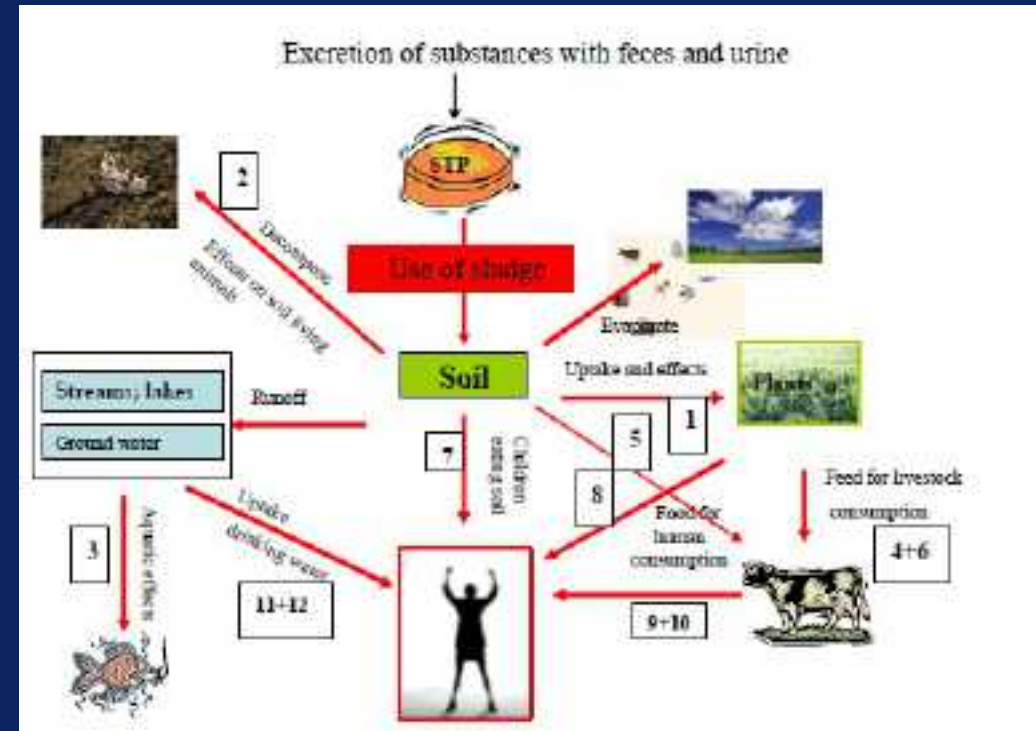 Excretion of substances with feces and urine
STP
2
Use of sludge
Decompose
Effects on soil living
animals
Evaporate
Soil
Uptake and effects
Plants
Streams, lakes
Ground water
Runoff
1
5
7
Children
eating soil
8
Feed for livestock
consumption
Food for
human
consumption
4+6
3
Aquatic effects
Uptake
drinking water
11+12
9+10